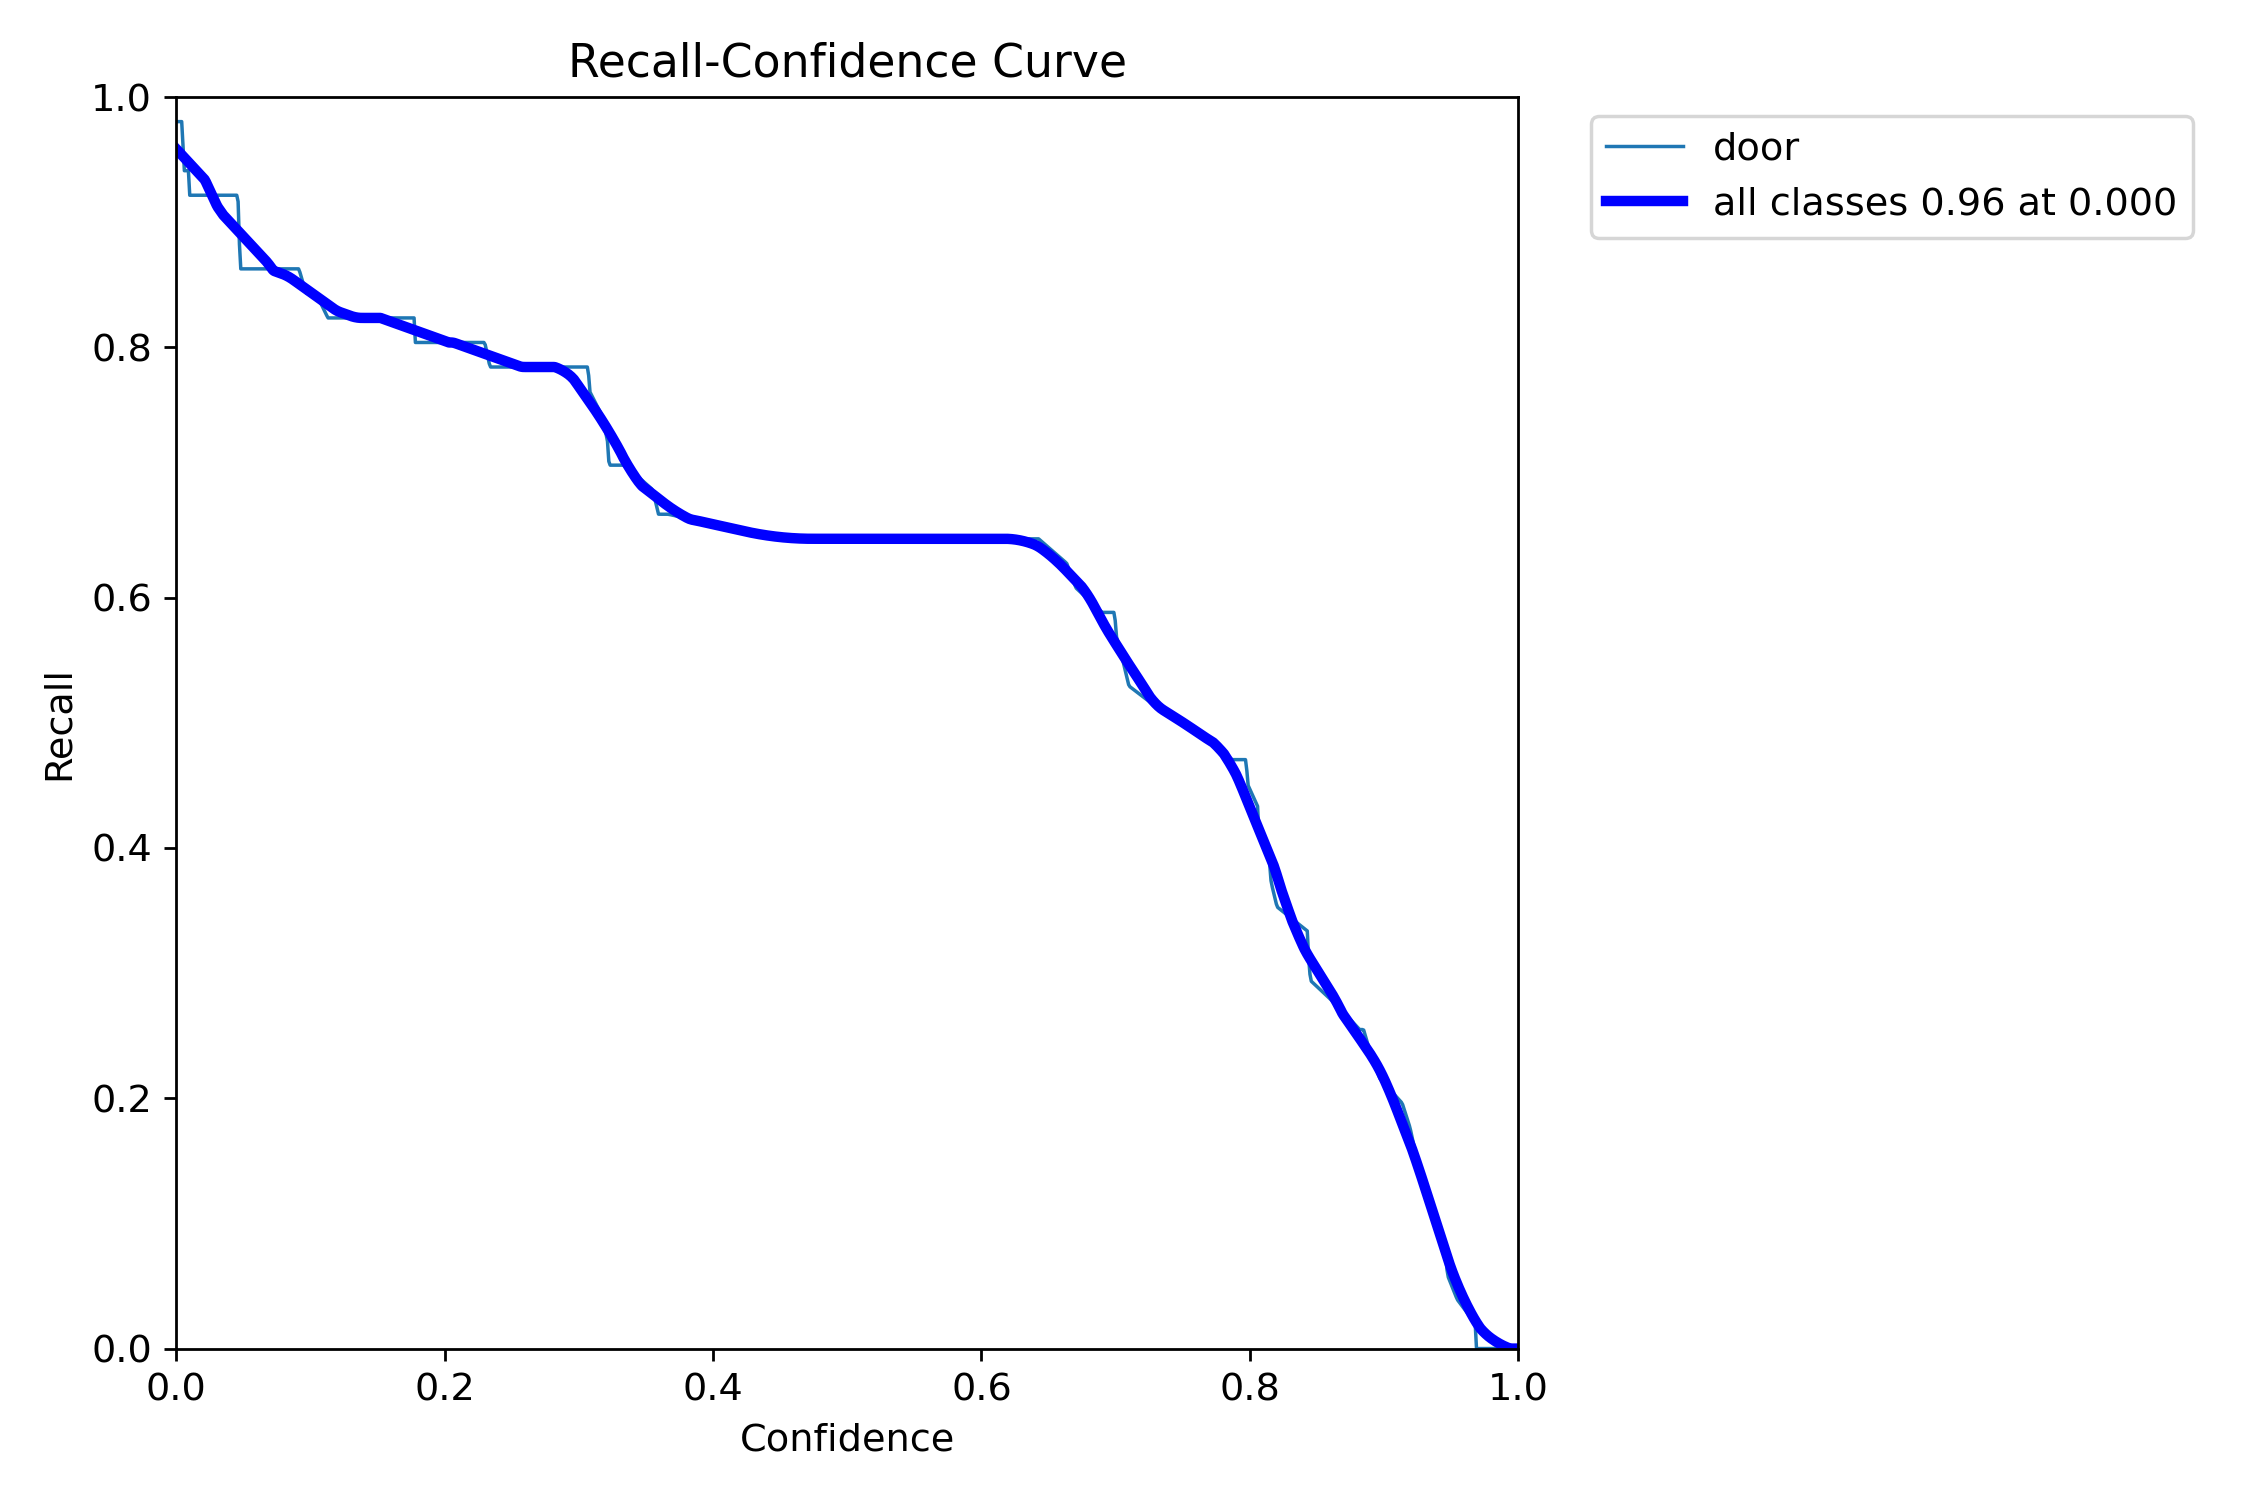 Recall-Confidence Curve
door
all classes 0.96 at 0.000
1.0
0.8
0.6
0.4
0.2
0.0
Recall
0.0 0.2 0.4 0.6 0.8 1.0
Confidence